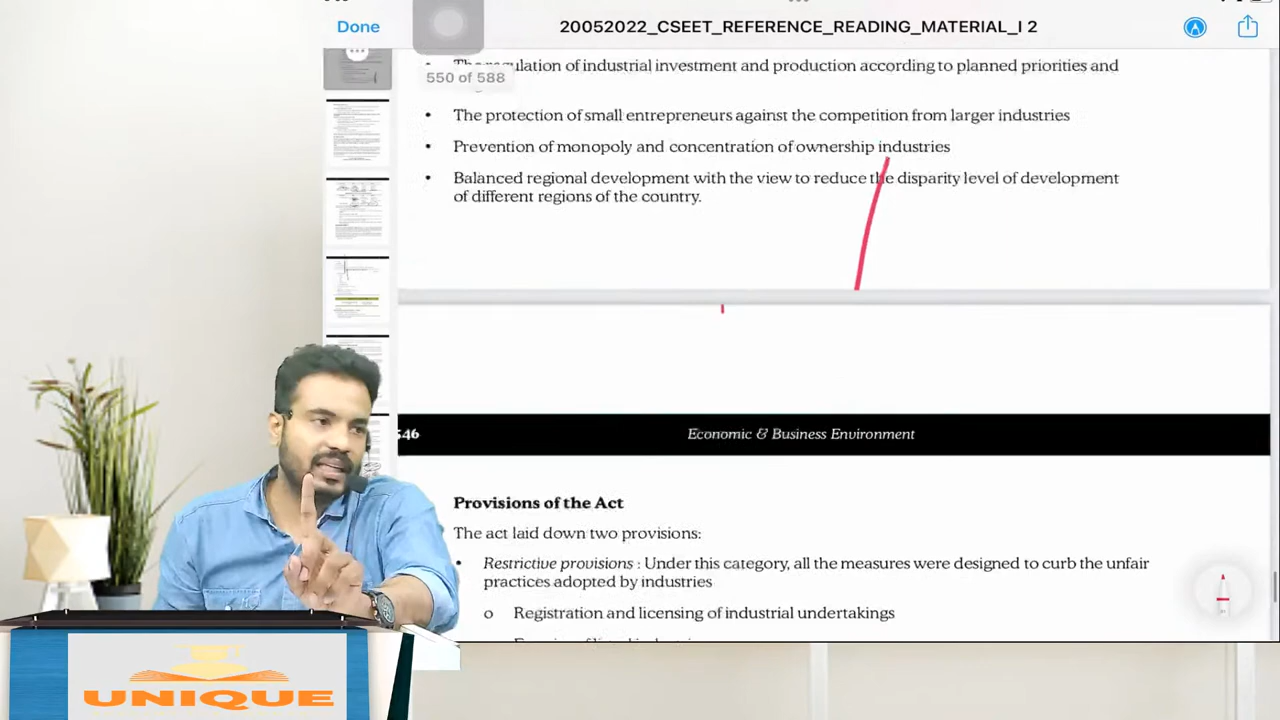 Done
20052022_CSEET_REFERENCE_READING_MATERIAL_I 2
550 of 588
• The regulation of industrial investment and production according to planned priorities and
• The protection of small entrepreneurs against the competition from larger industries
• Prevention of monopoly and concentration of ownership industries
• Balanced regional development with the view to reduce the disparity level of development
of different regions of the country.
546
Economic & Business Environment
Provisions of the Act
The act laid down two provisions:
• Restrictive provisions : Under this category, all the measures were designed to curb the unfair
practices adopted by industries
o Registration and licensing of industrial undertakings
UNIQUE